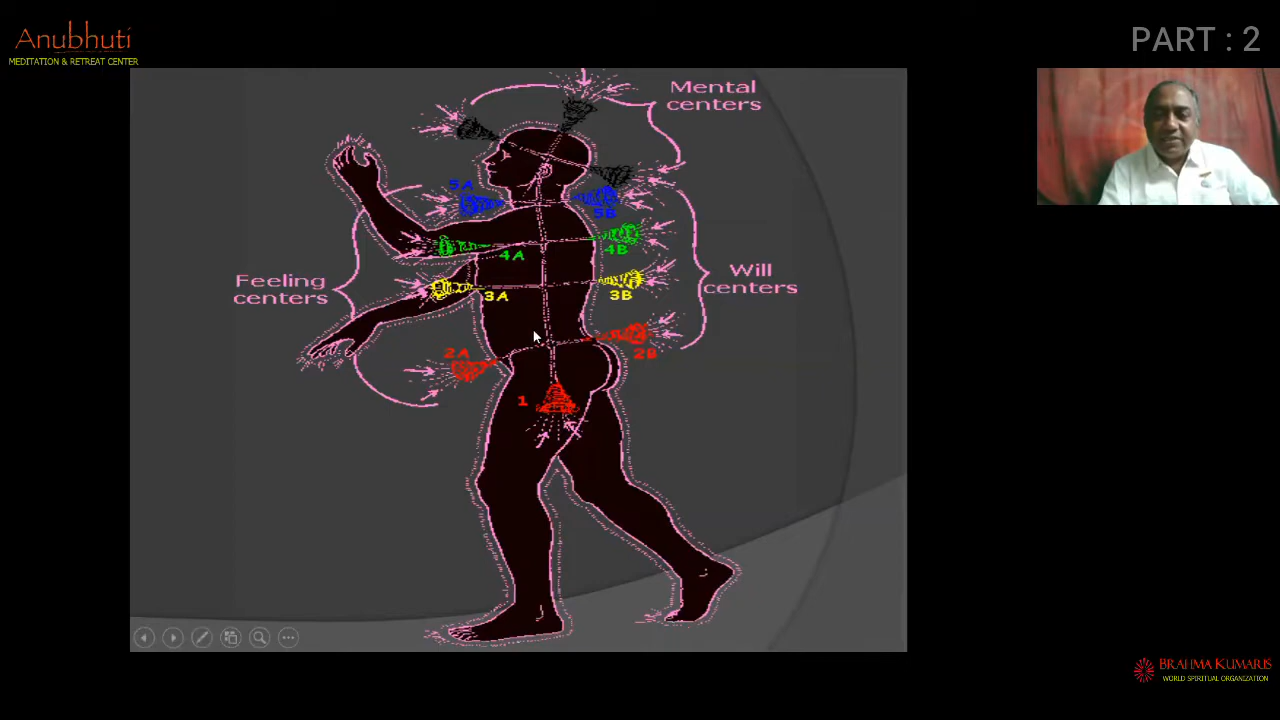 Anubhuti
MEDITATION & RETREAT CENTER
PART : 2
Mental
centers
5A
5B
4A
4B
Feeling
centers
Will
centers
3A
3B
2A
2B
1
BRAHMA KUMARIS
WORLD SPIRITUAL ORGANIZATION